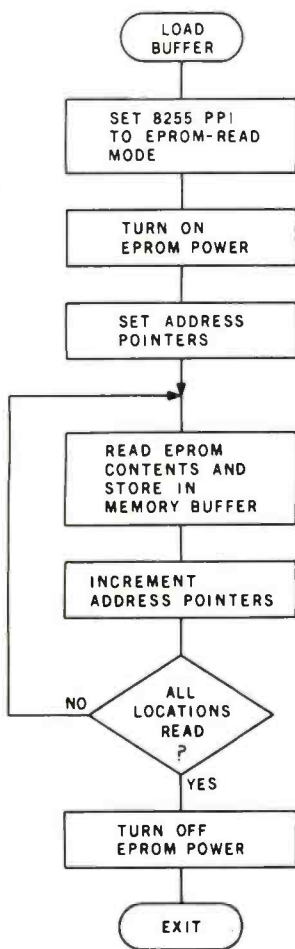 LOAD
BUFFER
SET 8255 PPI
TO EPROM-READ
MODE
TURN ON
EPROM POWER
SET ADDRESS
POINTERS
READ EPROM
CONTENTS AND
STORE IN
MEMORY BUFFER
INCREMENT
ADDRESS POINTERS
ALL
LOCATIONS
READ
?
NO
YES
TURN OFF
EPROM POWER
EXIT